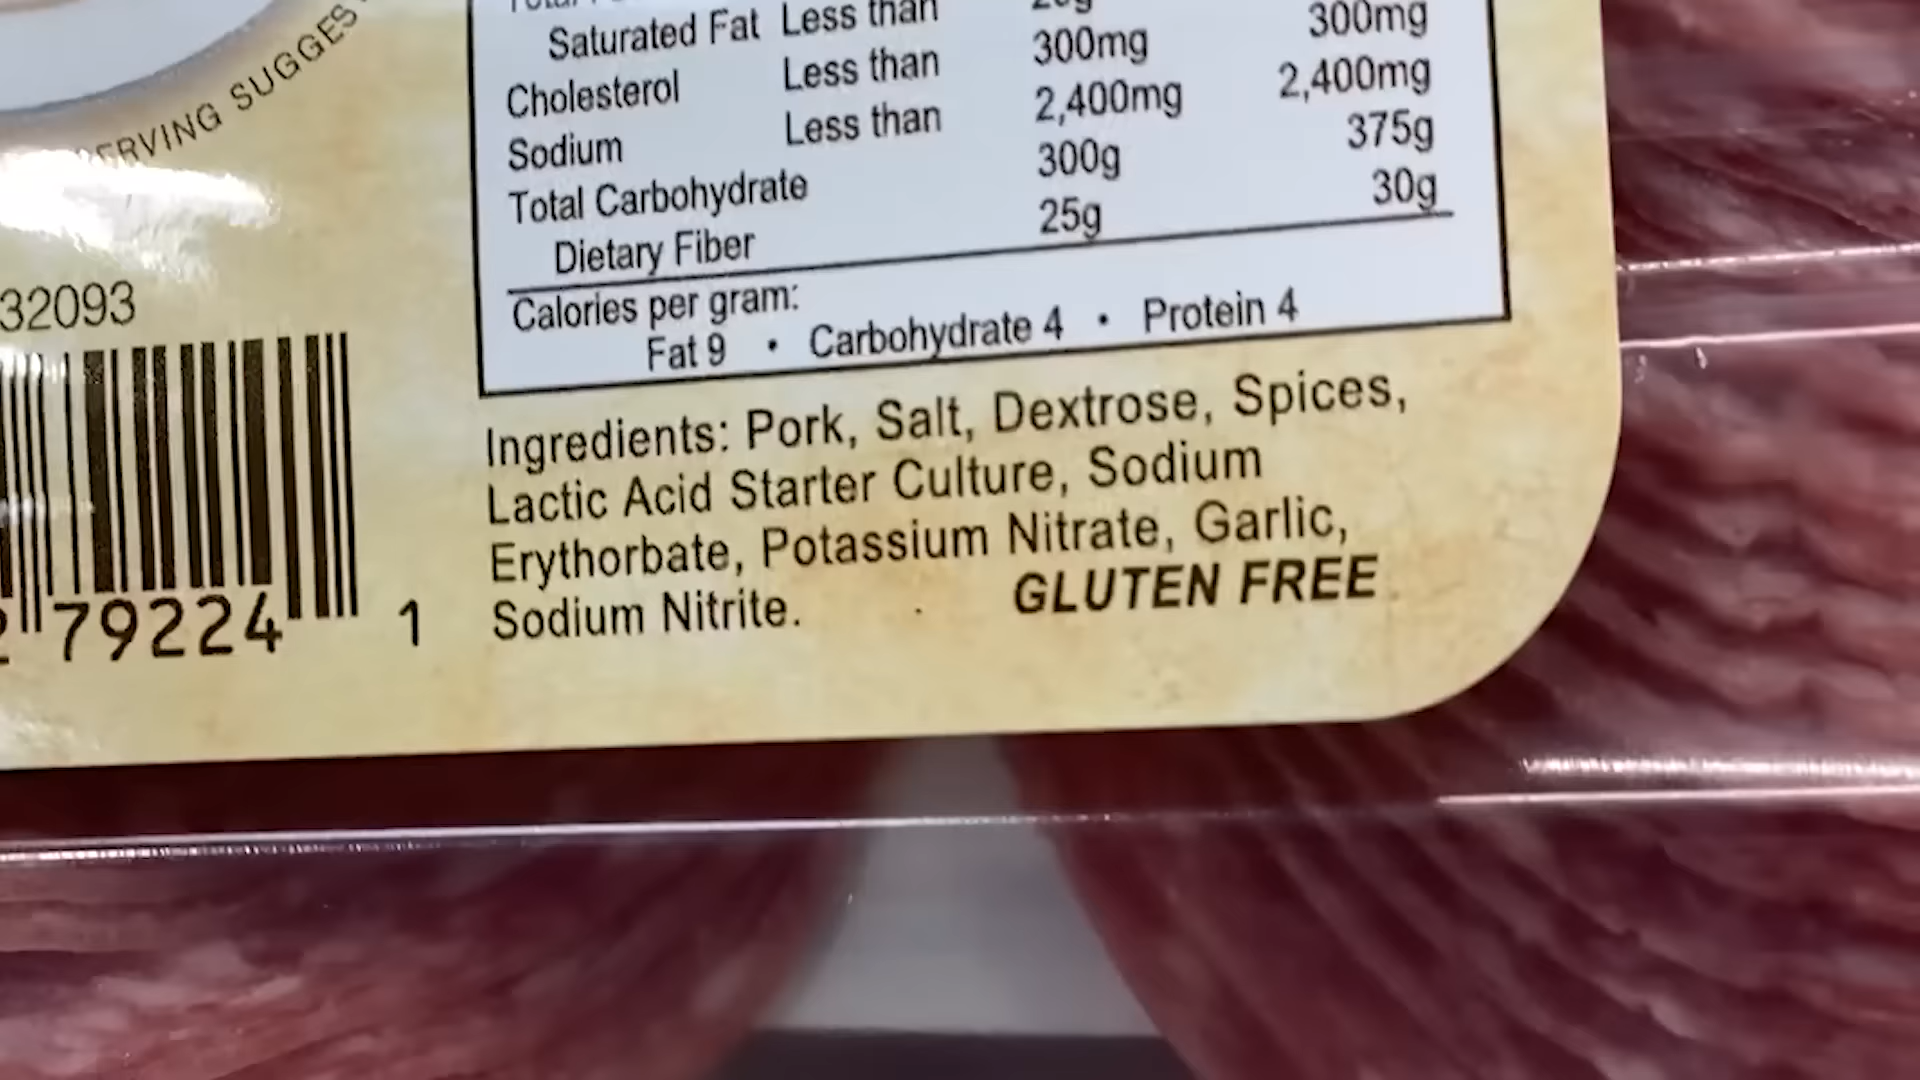 SERVING SUGGES
32093
79224 1
Saturated Fat Less than 300mg
Cholesterol Less than 300mg 2,400mg
Sodium Less than 2,400mg 375g
Total Carbohydrate 300g 30g
Dietary Fiber 25g
Calories per gram:
Fat 9 • Carbohydrate 4 • Protein 4
Ingredients: Pork, Salt, Dextrose, Spices,
Lactic Acid Starter Culture, Sodium
Erythorbate, Potassium Nitrate, Garlic,
Sodium Nitrite. GLUTEN FREE